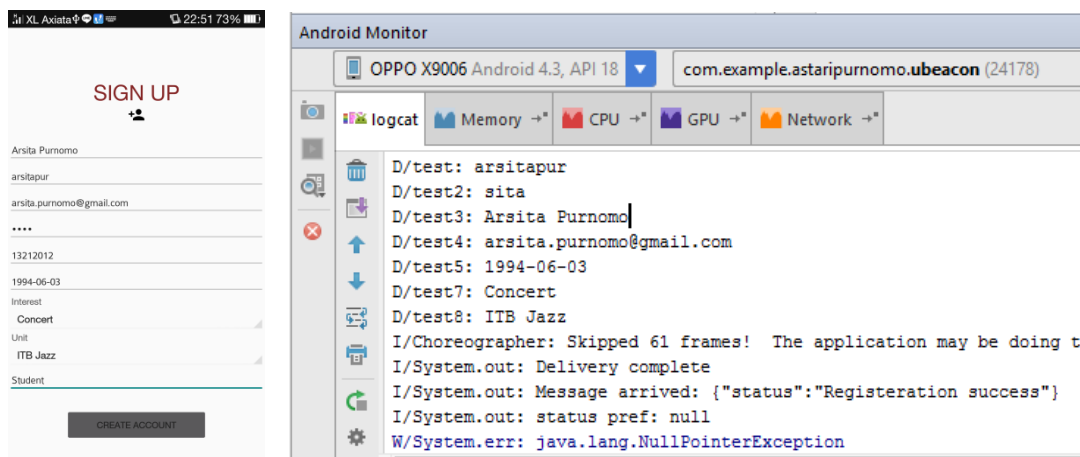 XL Axiata 22:51 73%
SIGN UP
Arsita Purnomo
arsitapur
arsita.purnomo@gmail.com
••••
13212012
1994-06-03
Interest
Concert
Unit
ITB Jazz
Student
CREATE ACCOUNT
Android Monitor
OPPO X9006 Android 4.3, API 18 com.example.astaripurnomo.ubeacon (24178)
logcat Memory CPU GPU Network
D/test: arsitapur
D/test2: sita
D/test3: Arsita Purnomo
D/test4: arsita.purnomo@gmail.com
D/test5: 1994-06-03
D/test7: Concert
D/test8: ITB Jazz
I/Choreographer: Skipped 61 frames!  The application may be doing t
I/System.out: Delivery complete
I/System.out: Message arrived: {"status":"Registeration success"}
I/System.out: status pref: null
W/System.err: java.lang.NullPointerException